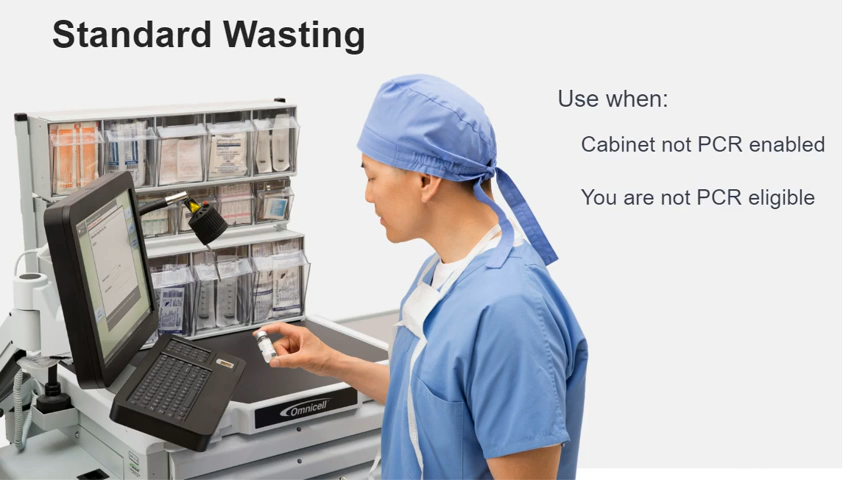 Standard Wasting
Use when:
Cabinet not PCR enabled
You are not PCR eligible
Omnicell